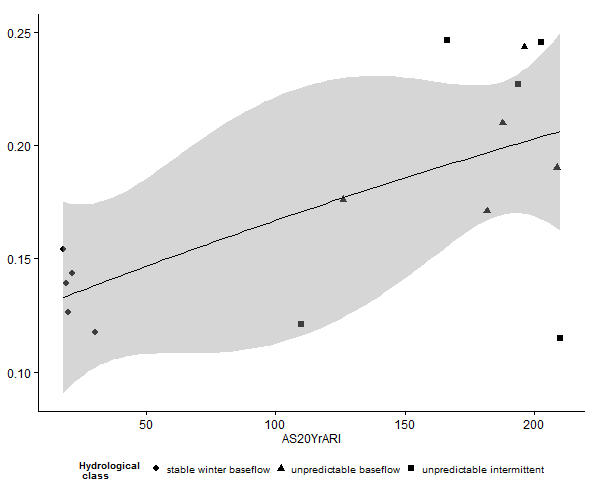 0.25
0.20
0.15
0.10
50 100 150 200
AS20YrARI
Hydrological class stable winter baseflow unpredictable baseflow unpredictable intermittent